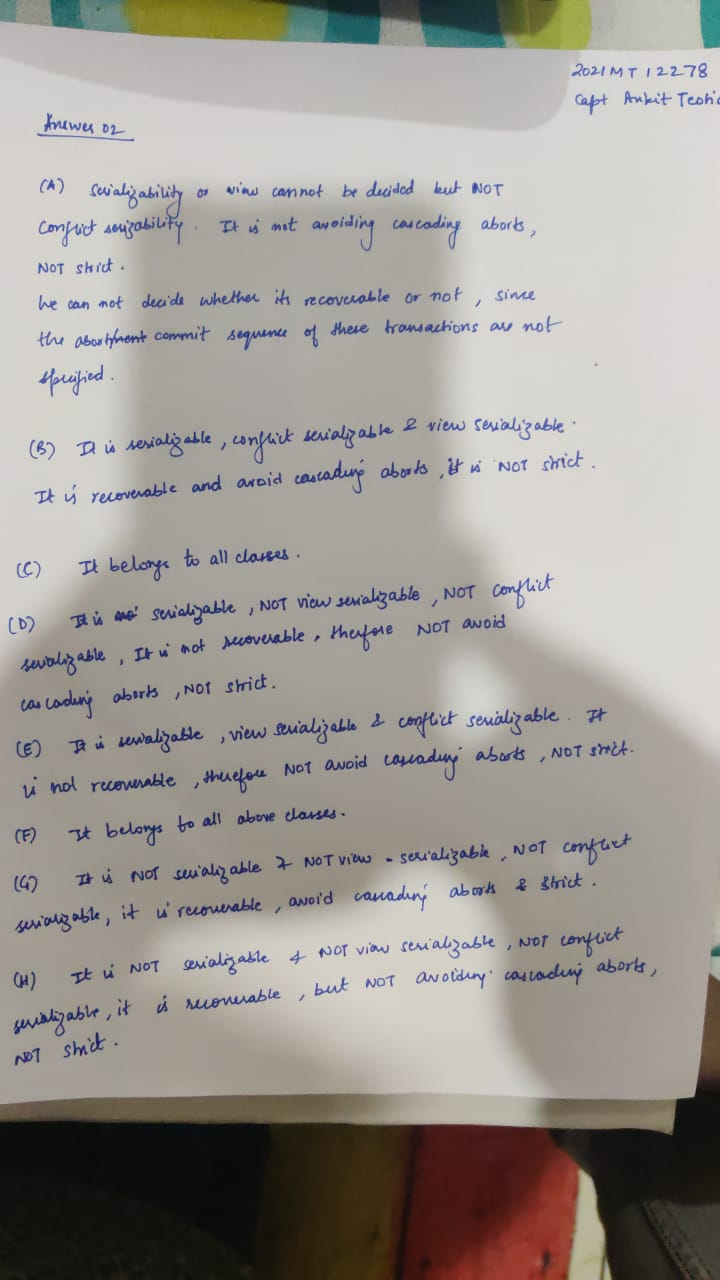 2021MT12278
Capt Ankit
Answer 02
(A) Serializability or view cannot be decided but NOT
Conflict serizability. It is not avoiding cascading aborts,
NOT strict.
We can not decide whether its recoverable or not, since
the commit sequence of these transactions are not
specified.
(B) It is serializable, conflict serializable & view serializable.
It is recoverable and avoid cascading aborts, it is NOT strict.
(C) It belongs to all classes.
(D) It is serializable, NOT view serializable, NOT conflict
serializable, It is not recoverable, therfore NOT avoid
cascading aborts, NOT strict.
(E) It is serializable, view serializable & conflict serializable. It
is not recoverable, therefore NOT avoid cascading aborts, NOT strict.
(F) It belongs to all above classes.
(G) It is NOT serializable & NOT view-serializable, NOT conflict
serializable, it is recoverable, avoid cascading aborts & strict.
(H) It is NOT serializable & NOT view serializable, NOT conflict
serializable, it is recoverable, but NOT avoiding cascading aborts,
NOT strict.